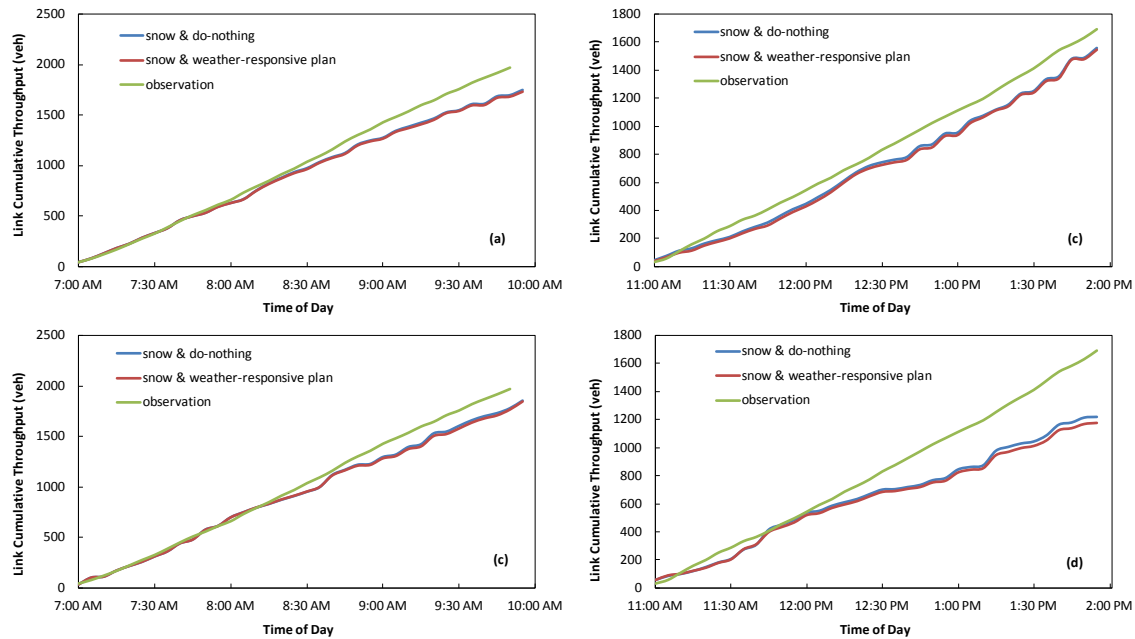 2500
2000
1500
1000
500
0
Link Cumulative Throughput (veh)
snow & do-nothing
snow & weather-responsive plan
observation
(a)
7:00 AM 7:30 AM 8:00 AM 8:30 AM 9:00 AM 9:30 AM 10:00 AM
Time of Day
1800
1600
1400
1200
1000
800
600
400
200
0
Link Cumulative Throughput (veh)
snow & do-nothing
snow & weather-responsive plan
observation
(c)
11:00 AM 11:30 AM 12:00 PM 12:30 PM 1:00 PM 1:30 PM 2:00 PM
Time of Day
2500
2000
1500
1000
500
0
Link Cumulative Throughput (veh)
snow & do-nothing
snow & weather-responsive plan
observation
(c)
7:00 AM 7:30 AM 8:00 AM 8:30 AM 9:00 AM 9:30 AM 10:00 AM
Time of Day
1800
1600
1400
1200
1000
800
600
400
200
0
Link Cumulative Throughput (veh)
snow & do-nothing
snow & weather-responsive plan
observation
(d)
11:00 AM 11:30 AM 12:00 PM 12:30 PM 1:00 PM 1:30 PM 2:00 PM
Time of Day